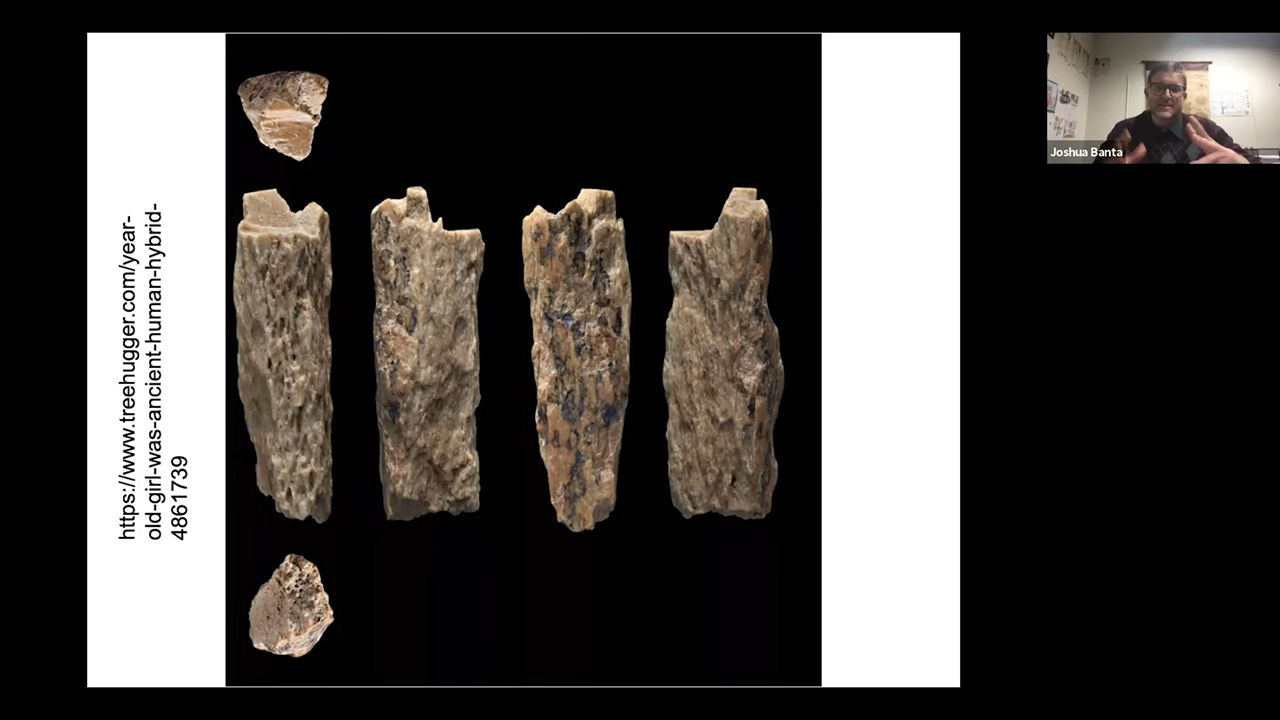 https://www.treehugger.com/year-
old-girl-was-ancient-human-hybrid-
4861739
Joshua Banta